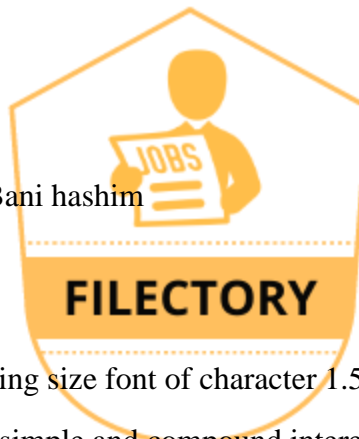 JOBS
Bani hashim
FILECTORY
ing size font of character 1.5
simple and compound intere